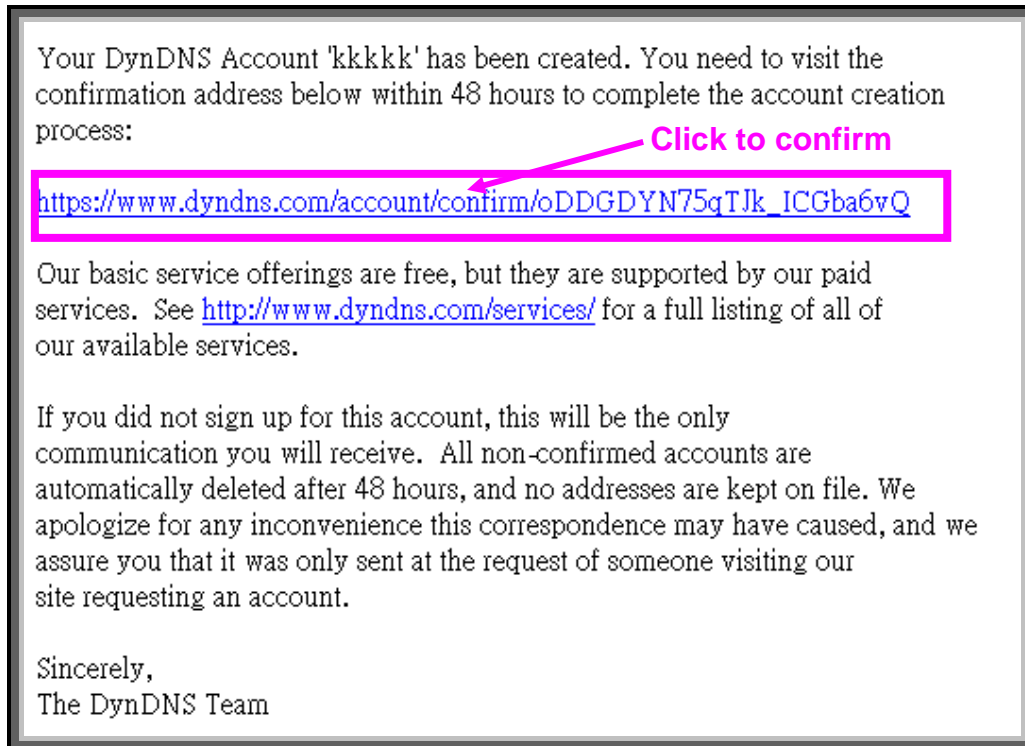 Your DynDNS Account 'kkkkk' has been created. You need to visit the
confirmation address below within 48 hours to complete the account creation
process:
Click to confirm
https://www.dyndns.com/account/confirm/oDDGDYN75qTJk_ICGba6vQ
Our basic service offerings are free, but they are supported by our paid
services.  See http://www.dyndns.com/services/ for a full listing of all of
our available services.
If you did not sign up for this account, this will be the only
communication you will receive.  All non-confirmed accounts are
automatically deleted after 48 hours, and no addresses are kept on file. We
apologize for any inconvenience this correspondence may have caused, and we
assure you that it was only sent at the request of someone visiting our
site requesting an account.
Sincerely,
The DynDNS Team